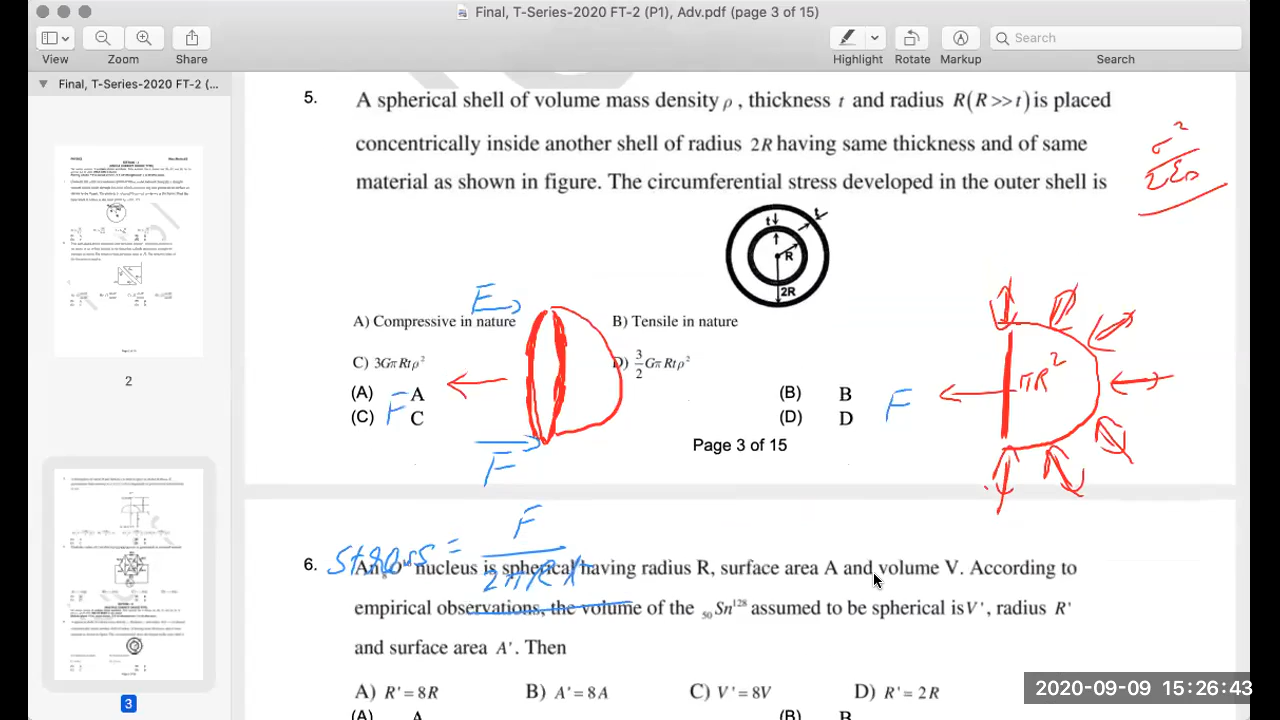 Final, T-Series-2020 FT-2 (P1), Adv.pdf (page 3 of 15)
View
Zoom
Share
Highlight
Rotate
Markup
Search
Search
Final, T-Series-2020 FT-2 (...
2
3
5. A spherical shell of volume mass density ρ, thickness t and radius R(R>>t) is placed
concentrically inside another shell of radius 2R having same thickness and of same
material as shown in figure. The circumferential stress developed in the outer shell is
σ²/2ε₀
t
t
R
2R
E
A) Compressive in nature B) Tensile in nature
C) 3GπRtρ² D) 3/2 GπRtρ²
πR²
(A) A (B) B
(C) C (D) D
F
F
F
Page 3 of 15
stress = F/2πRt
6. An nucleus is spherical having radius R, surface area A and volume V. According to
empirical observations, the volume of the ₅₀Sn¹²⁸ assumed to be spherical is V', radius R'
and surface area A'. Then
A) R'=8R B) A'=8A C) V'=8V D) R'=2R
(A) A (B) B
2020-09-09 15:26:43